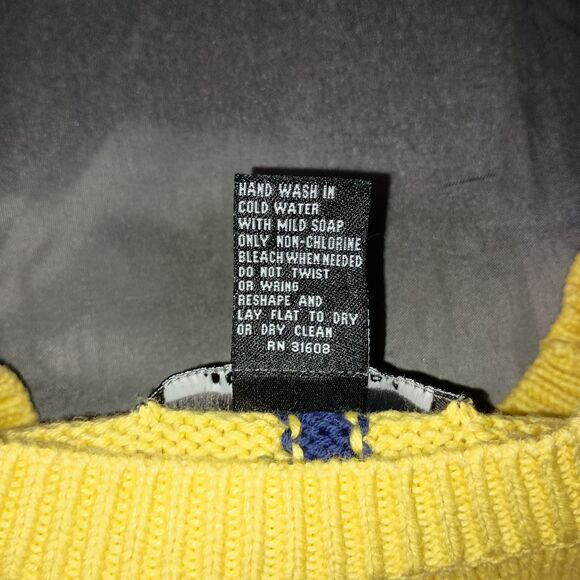 HAND WASH IN
COLD WATER
WITH MILD SOAP
ONLY NON-CHLORINE
BLEACH WHEN NEEDED
DO NOT TWIST
OR WRING
RESHAPE AND
LAY FLAT TO DRY
OR DRY CLEAN
RN 31608